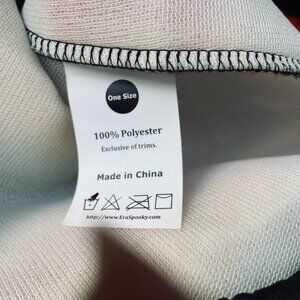 One Size
100% Polyester
Exclusive of trims.
Made in China
http://www.EraSpooky.com